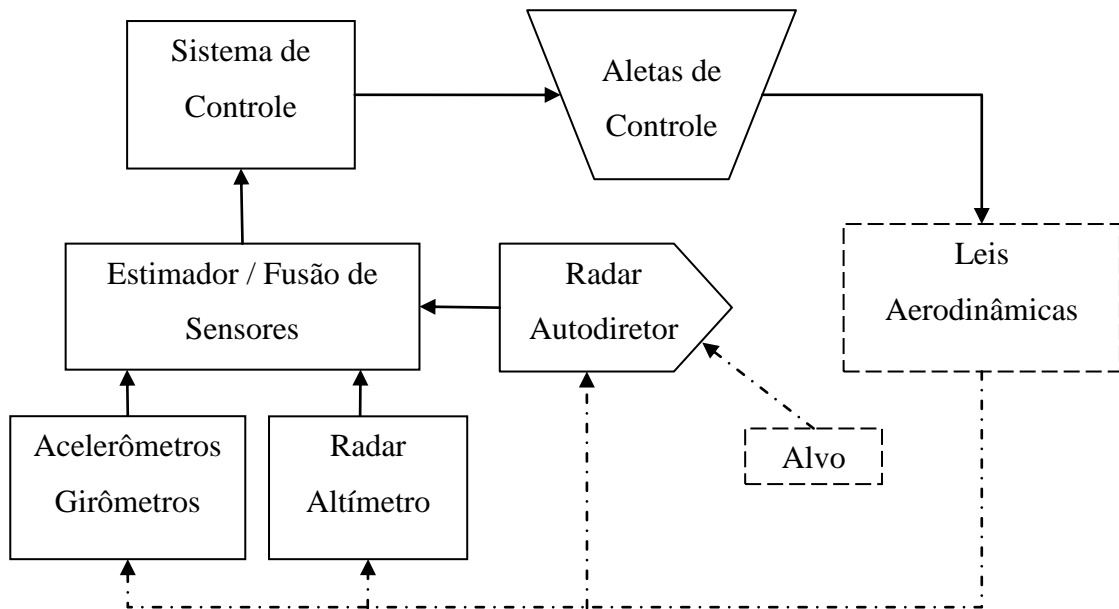 Sistema de
Controle
Aletas de
Controle
Estimador / Fusão de
Sensores
Radar
Autodiretor
Leis
Aerodinâmicas
Acelerômetros
Girômetros
Radar
Altímetro
Alvo